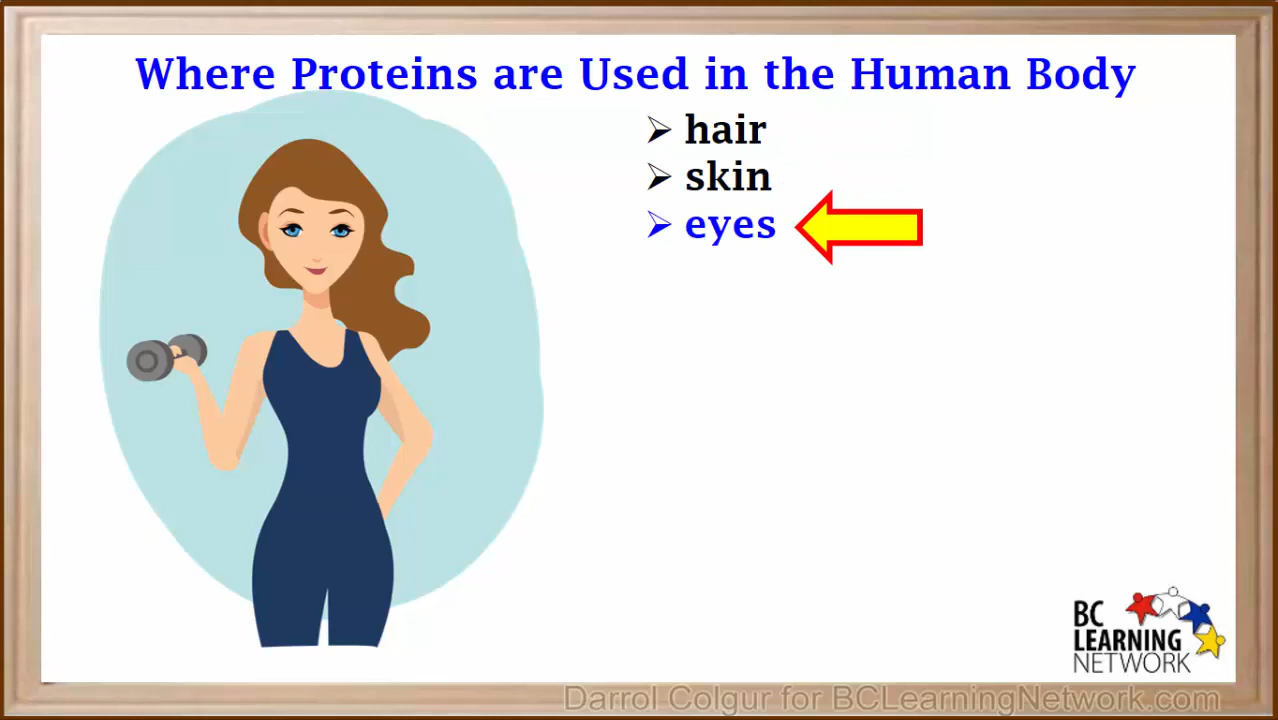 Where Proteins are Used in the Human Body
➢ hair
➢ skin
➢ eyes
BC
LEARNING
NETWORK
Darrol Colgur for BCLearningNetwork.com